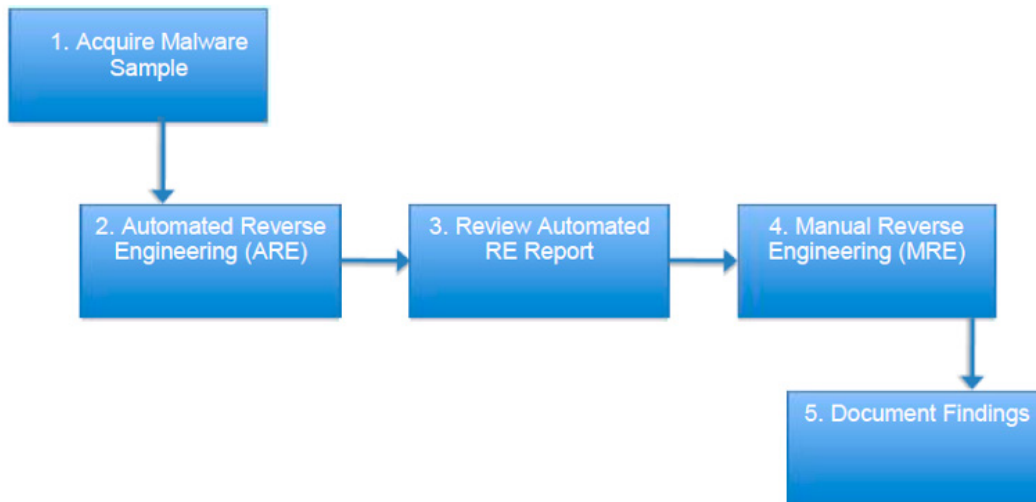 1. Acquire Malware
Sample
2. Automated Reverse
Engineering (ARE)
3. Review Automated
RE Report
4. Manual Reverse
Engineering (MRE)
5. Document Findings